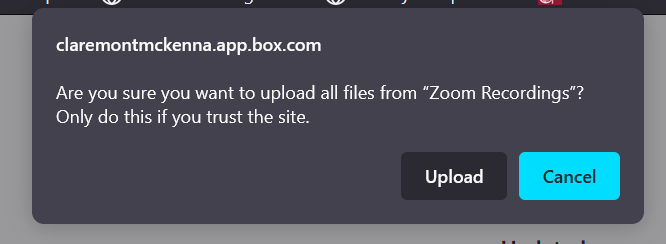 claremontmckenna.app.box.com
Are you sure you want to upload all files from “Zoom Recordings”?
Only do this if you trust the site.
Upload
Cancel